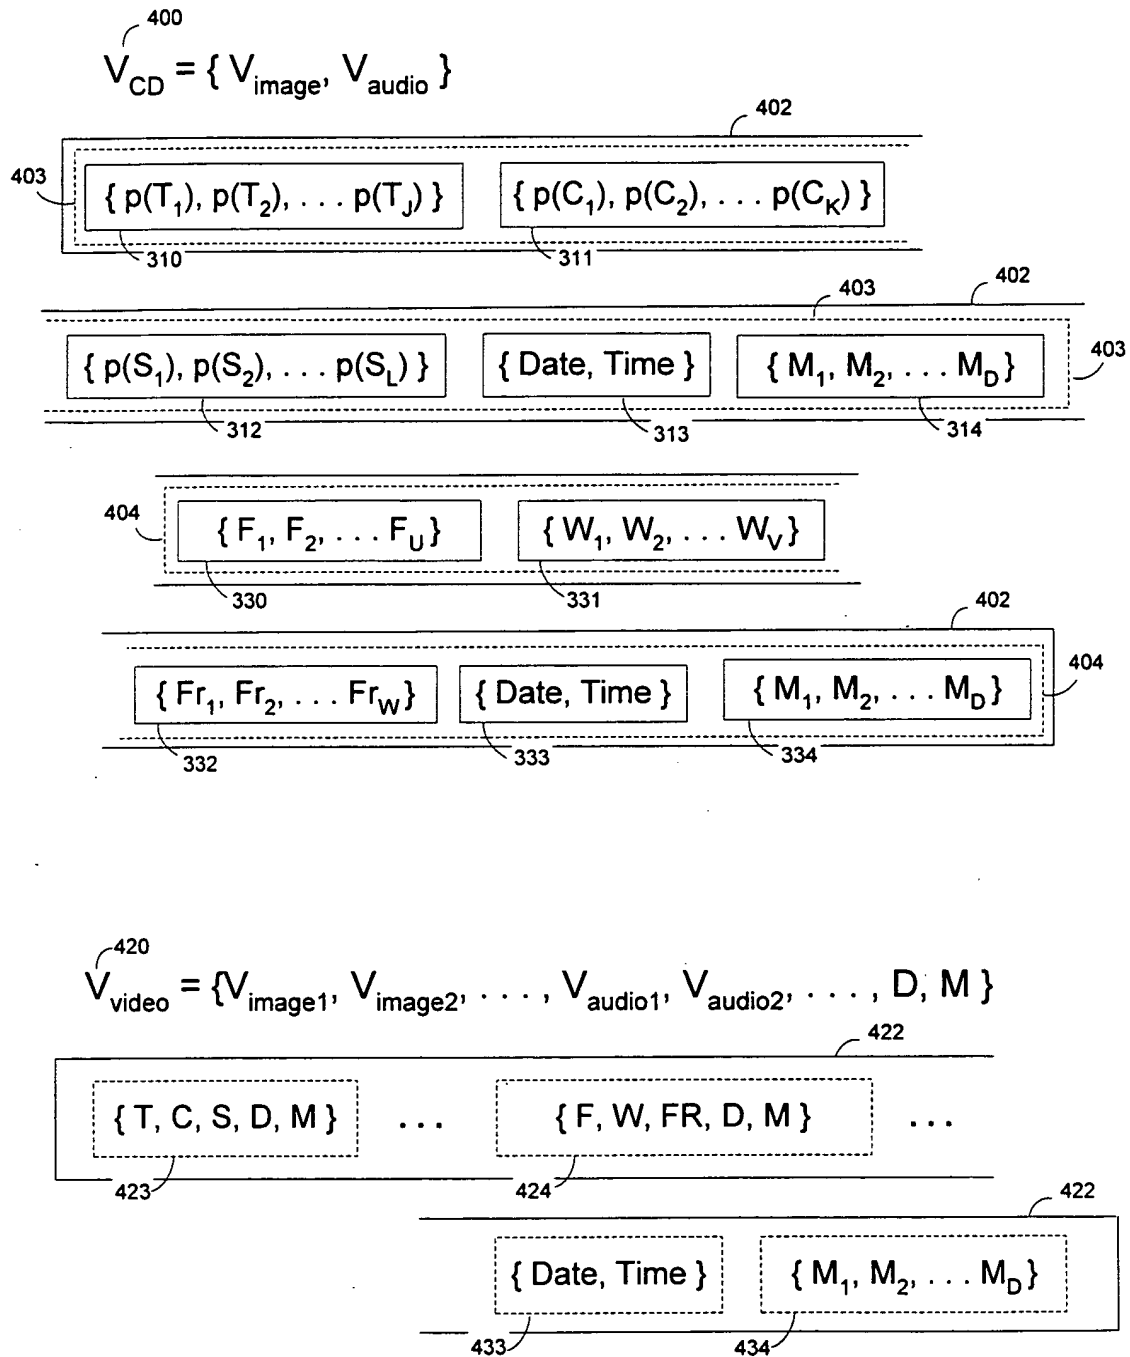 400
V_CD = { V_image, V_audio }
402
403
{ p(T_1), p(T_2), . . . p(T_J) } { p(C_1), p(C_2), . . . p(C_K) }
310 311
402
403
{ p(S_1), p(S_2), . . . p(S_L) } { Date, Time } { M_1, M_2, . . . M_D } 403
312 313 314
404 { F_1, F_2, . . . F_U } { W_1, W_2, . . . W_V }
330 331
402
{ Fr_1, Fr_2, . . . Fr_W } { Date, Time } { M_1, M_2, . . . M_D } 404
332 333 334
420
V_video = {V_image1, V_image2, . . . , V_audio1, V_audio2, . . . , D, M }
422
{ T, C, S, D, M } . . . { F, W, FR, D, M } . . .
423 424
422
{ Date, Time } { M_1, M_2, . . . M_D }
433 434